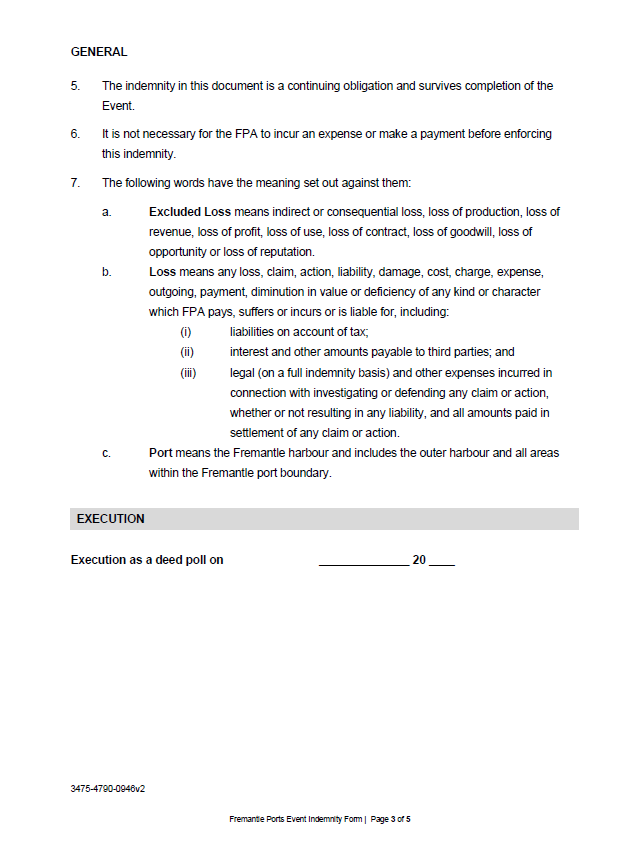 GENERAL
5. The indemnity in this document is a continuing obligation and survives completion of the
Event.
6. It is not necessary for the FPA to incur an expense or make a payment before enforcing
this indemnity.
7. The following words have the meaning set out against them:
a. Excluded Loss means indirect or consequential loss, loss of production, loss of
revenue, loss of profit, loss of use, loss of contract, loss of goodwill, loss of
opportunity or loss of reputation.
b. Loss means any loss, claim, action, liability, damage, cost, charge, expense,
outgoing, payment, diminution in value or deficiency of any kind or character
which FPA pays, suffers or incurs or is liable for, including:
(i) liabilities on account of tax;
(ii) interest and other amounts payable to third parties; and
(iii) legal (on a full indemnity basis) and other expenses incurred in
connection with investigating or defending any claim or action,
whether or not resulting in any liability, and all amounts paid in
settlement of any claim or action.
c. Port means the Fremantle harbour and includes the outer harbour and all areas
within the Fremantle port boundary.
EXECUTION
Execution as a deed poll on ______________ 20 ____
3475-4790-0946v2
Fremantle Ports Event Indemnity Form | Page 3 of 5